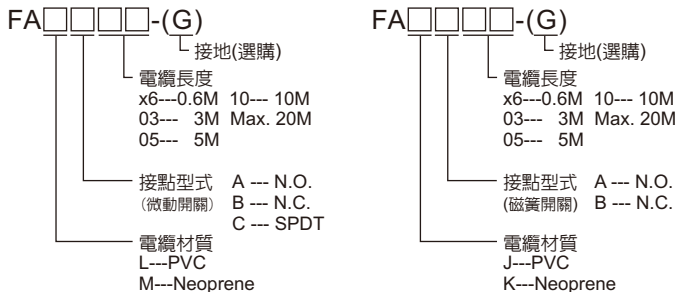 FA□□□□-(G)
接地(選購)
電纜長度
x6---0.6M 10--- 10M
03--- 3M Max. 20M
05--- 5M
接點型式 A --- N.O.
(微動開關) B --- N.C.
C --- SPDT
電纜材質
L---PVC
M---Neoprene
FA□□□□-(G)
接地(選購)
電纜長度
x6---0.6M 10--- 10M
03--- 3M Max. 20M
05--- 5M
接點型式 A --- N.O.
(磁簧開關) B --- N.C.
電纜材質
J---PVC
K---Neoprene